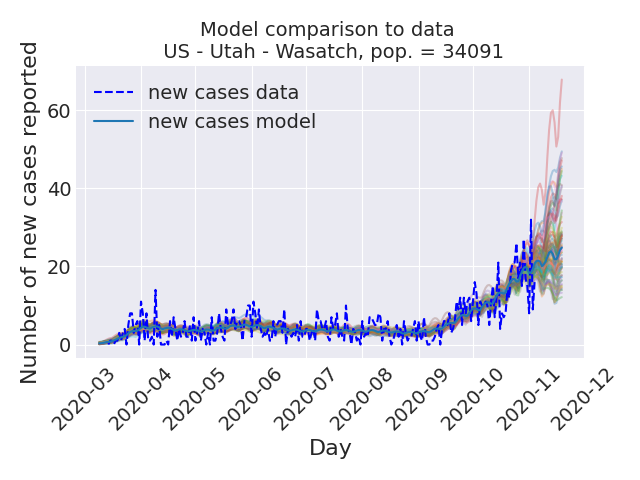 Model comparison to data
US - Utah - Wasatch, pop. = 34091
Number of new cases reported
60
40
20
0
new cases data
new cases model
2020-03
2020-04
2020-05
2020-06
2020-07
2020-08
2020-09
2020-10
2020-11
2020-12
Day